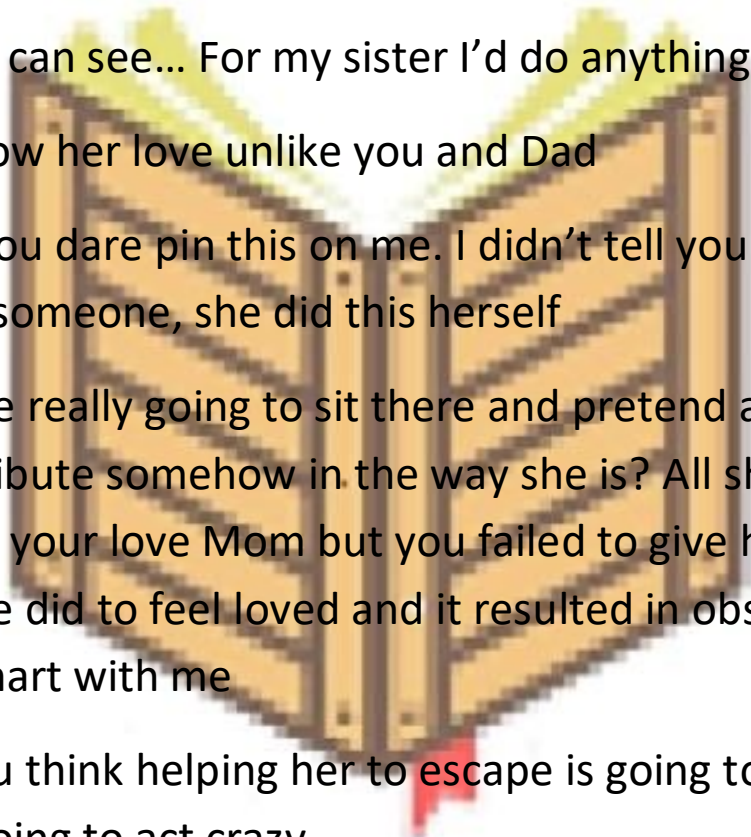 can see... For my sister I'd do anything
ow her love unlike you and Dad
ou dare pin this on me. I didn't tell you
someone, she did this herself
e really going to sit there and pretend a
ibute somehow in the way she is? All sh
your love Mom but you failed to give h
e did to feel loved and it resulted in obs
nart with me
u think helping her to escape is going to
oing to act crazy